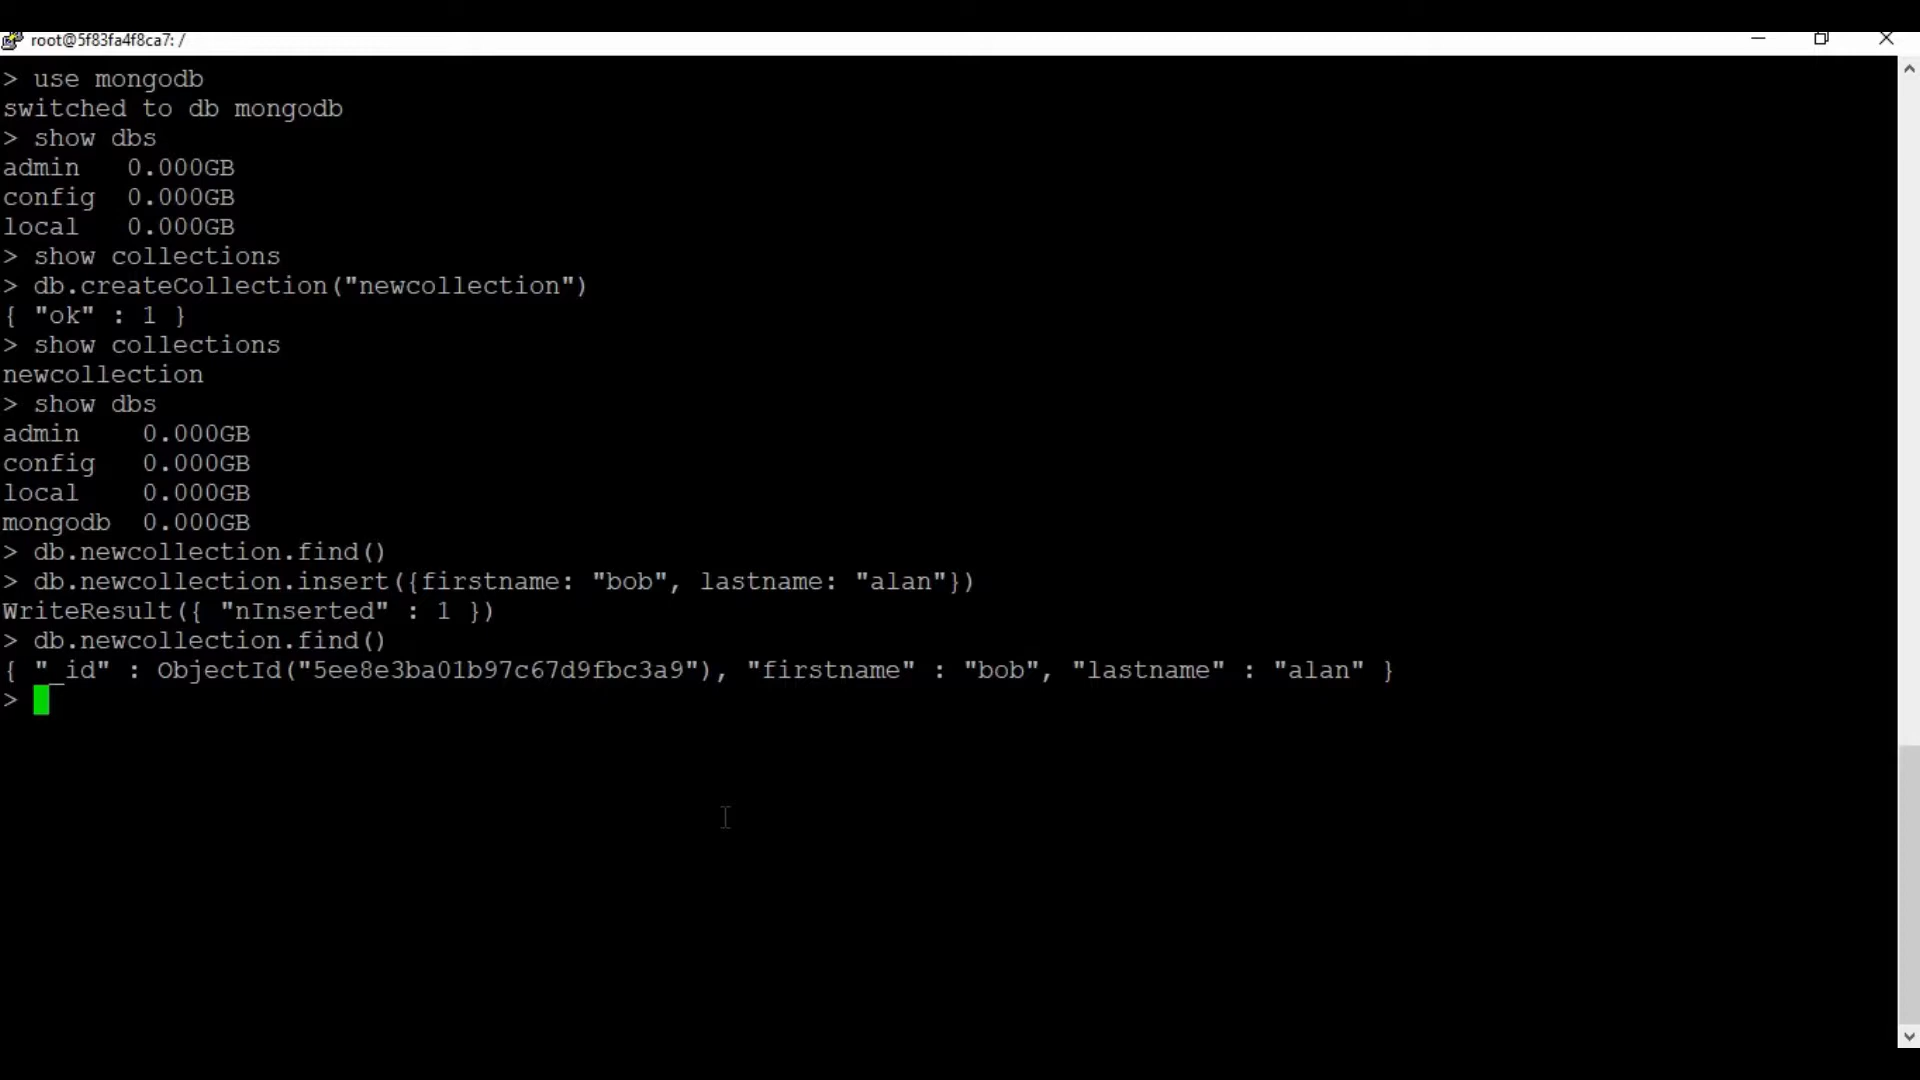 root@5f83fa4f8ca7: /
> use mongodb
switched to db mongodb
> show dbs
admin   0.000GB
config  0.000GB
local   0.000GB
> show collections
> db.createCollection("newcollection")
{ "ok" : 1 }
> show collections
newcollection
> show dbs
admin    0.000GB
config   0.000GB
local    0.000GB
mongodb  0.000GB
> db.newcollection.find()
> db.newcollection.insert({firstname: "bob", lastname: "alan"})
WriteResult({ "nInserted" : 1 })
> db.newcollection.find()
{ "_id" : ObjectId("5ee8e3ba01b97c67d9fbc3a9"), "firstname" : "bob", "lastname" : "alan" }
>